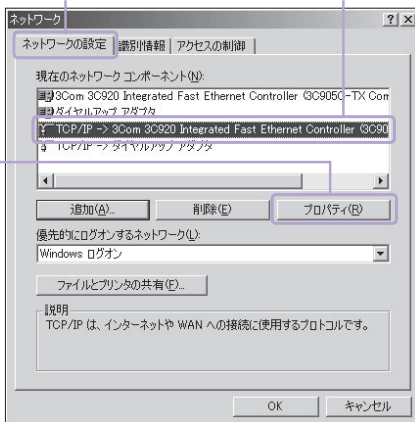 ネットワーク
ネットワークの設定 識別情報 アクセスの制御
現在のネットワーク コンポーネント(N):
3Com 3C920 Integrated Fast Ethernet Controller (3C905C-TX Com
ダイヤルアップ アダプタ
TCP/IP -> 3Com 3C920 Integrated Fast Ethernet Controller (3C90
TCP/IP -> ダイヤルアップ アダプタ
追加(A)... 削除(E) プロパティ(R)
優先的にログオンするネットワーク(L):
Windows ログオン
ファイルとプリンタの共有(F)...
説明
TCP/IP は、インターネットや WAN への接続に使用するプロトコルです。
OK キャンセル